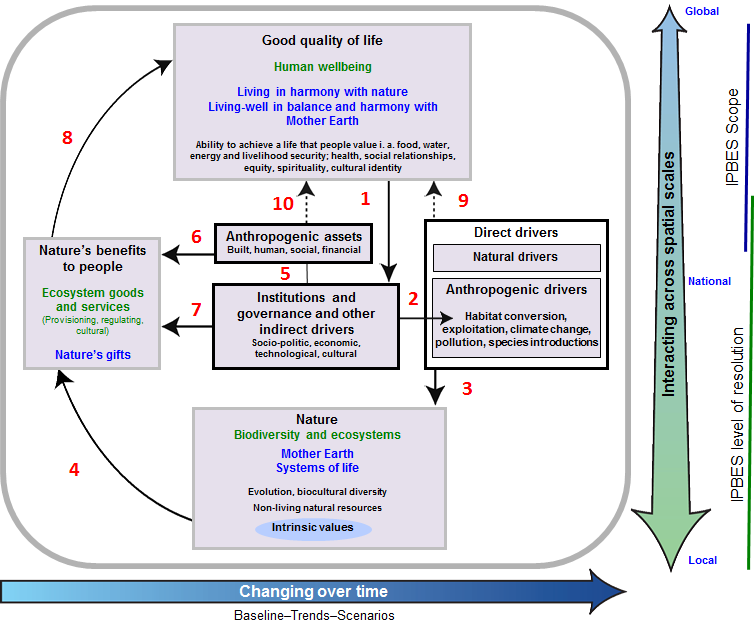 Good quality of life
Human wellbeing
Living in harmony with nature
Living-well in balance and harmony with
Mother Earth
Ability to achieve a life that people value i. a. food, water,
energy and livelihood security; health, social relationships,
equity, spirituality, cultural identity
8
10
1
9
6
Anthropogenic assets
Built, human, social, financial
5
Direct drivers
Natural drivers
Anthropogenic drivers
Habitat conversion,
exploitation, climate change,
pollution, species introductions
Nature's benefits
to people
Ecosystem goods
and services
(Provisioning, regulating,
cultural)
Nature's gifts
7
Institutions and
governance and other
indirect drivers
Socio-politic, economic,
technological, cultural
2
3
4
Nature
Biodiversity and ecosystems
Mother Earth
Systems of life
Evolution, biocultural diversity
Non-living natural resources
Intrinsic values
Changing over time
Baseline–Trends–Scenarios
Global
National
Local
Interacting across spatial scales
IPBES Scope
IPBES level of resolution